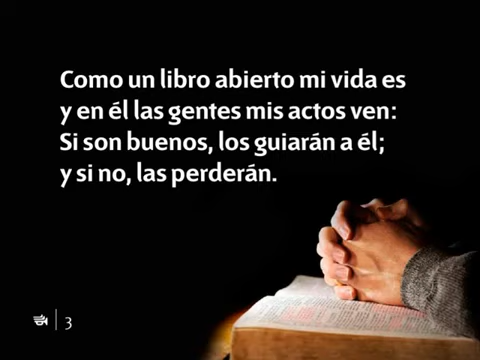 Como un libro abierto mi vida es
y en él las gentes mis actos ven:
Si son buenos, los guiarán a él;
y si no, las perderán.
3